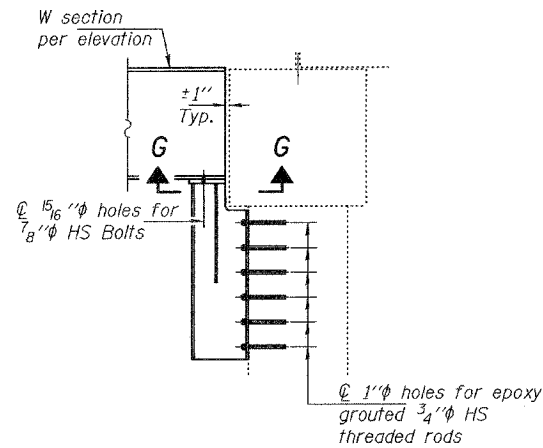 W section
per elevation
±1"
Typ.
G
G
℄ 15/16"ϕ holes for
7/8"ϕ HS Bolts
℄ 1"ϕ holes for epoxy
grouted 3/4"ϕ HS
threaded rods